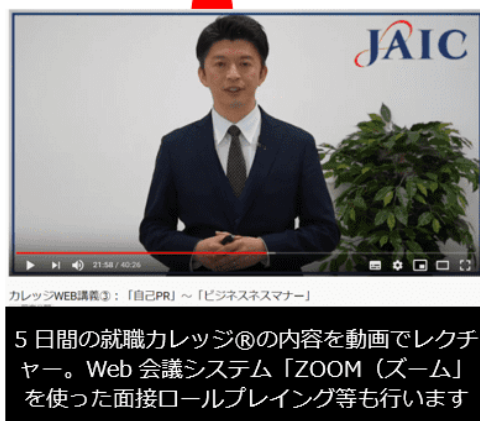 JAIC
21:58 / 40:26
カレッジWEB講義③：「自己PR」～「ビジネスネスマナー」
5日間の就職カレッジ®の内容を動画でレクチ
ャー。Web会議システム「ZOOM（ズーム」
を使った面接ロールプレイング等も行います